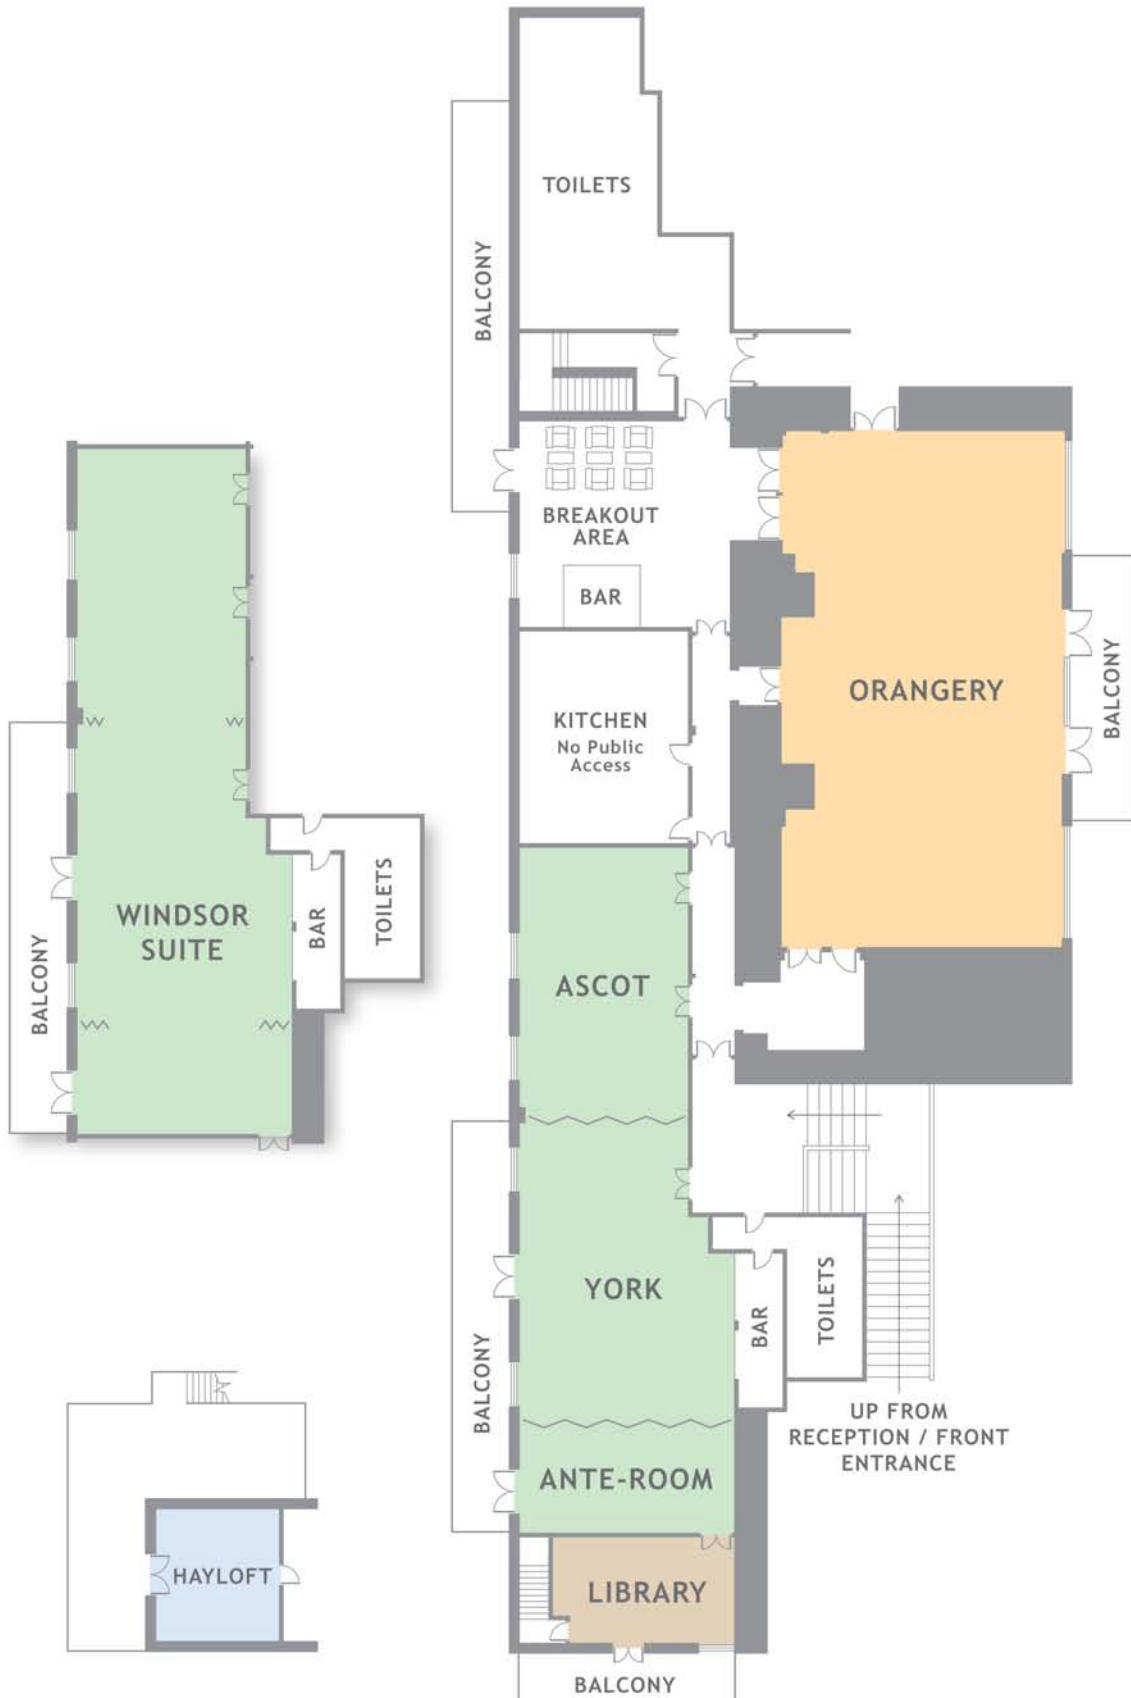 TOILETS
BALCONY
BREAKOUT
AREA
BAR
ORANGERY
BALCONY
KITCHEN
No Public
Access
WINDSOR
SUITE
BAR
TOILETS
BALCONY
ASCOT
YORK
BAR
TOILETS
BALCONY
UP FROM
RECEPTION / FRONT
ENTRANCE
ANTE-ROOM
HAYLOFT
LIBRARY
BALCONY